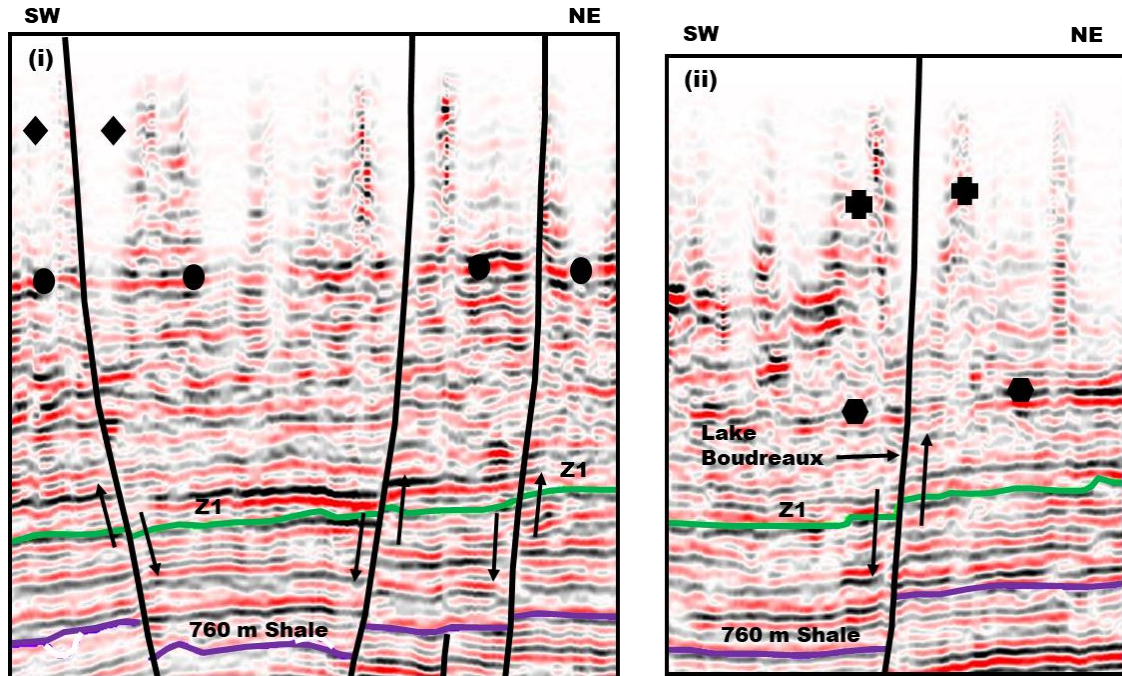 SW
NE
(i)
Z1
Z1
760 m Shale
SW
NE
(ii)
Lake
Boudreaux
Z1
760 m Shale